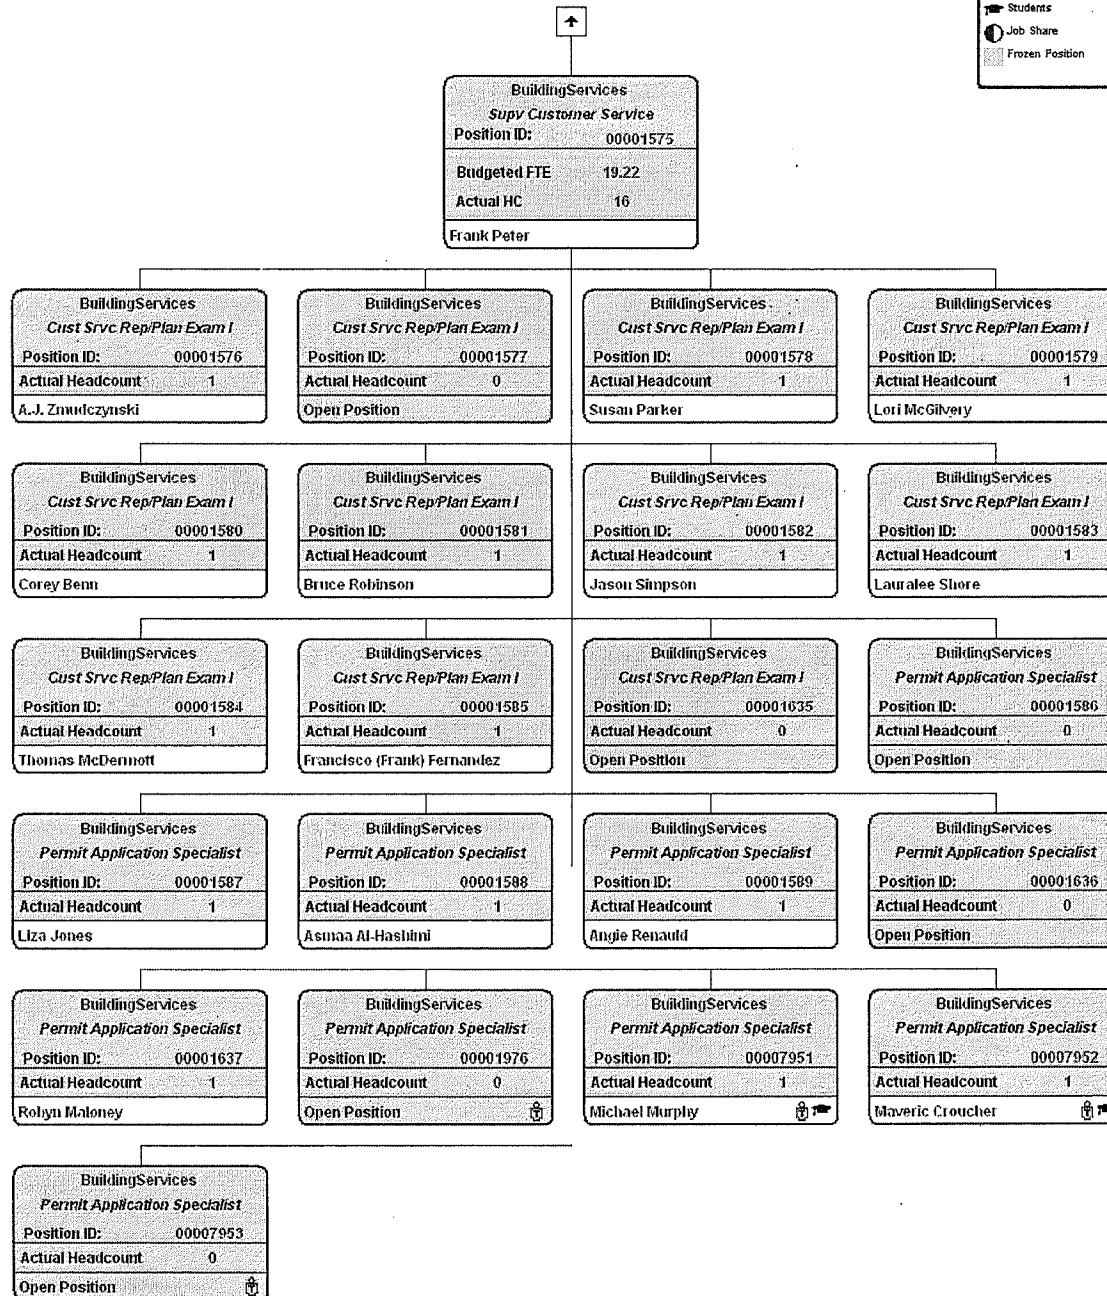 Students
Job Share
Frozen Position
BuildingServices
Supv Customer Service
Position ID: 00001575
Budgeted FTE 19.22
Actual HC 16
Frank Peter
BuildingServices
Cust Srvc Rep/Plan Exam I
Position ID: 00001576
Actual Headcount 1
A.J. Zmudczynski
BuildingServices
Cust Srvc Rep/Plan Exam I
Position ID: 00001577
Actual Headcount 0
Open Position
BuildingServices
Cust Srvc Rep/Plan Exam I
Position ID: 00001578
Actual Headcount 1
Susan Parker
BuildingServices
Cust Srvc Rep/Plan Exam I
Position ID: 00001579
Actual Headcount 1
Lori McGilvery
BuildingServices
Cust Srvc Rep/Plan Exam I
Position ID: 00001580
Actual Headcount 1
Corey Benn
BuildingServices
Cust Srvc Rep/Plan Exam I
Position ID: 00001581
Actual Headcount 1
Bruce Robinson
BuildingServices
Cust Srvc Rep/Plan Exam I
Position ID: 00001582
Actual Headcount 1
Jason Simpson
BuildingServices
Cust Srvc Rep/Plan Exam I
Position ID: 00001583
Actual Headcount 1
Lauralee Shore
BuildingServices
Cust Srvc Rep/Plan Exam I
Position ID: 00001584
Actual Headcount 1
Thomas McDermott
BuildingServices
Cust Srvc Rep/Plan Exam I
Position ID: 00001585
Actual Headcount 1
Francisco (Frank) Fernandez
BuildingServices
Cust Srvc Rep/Plan Exam I
Position ID: 00001635
Actual Headcount 0
Open Position
BuildingServices
Permit Application Specialist
Position ID: 00001586
Actual Headcount 0
Open Position
BuildingServices
Permit Application Specialist
Position ID: 00001587
Actual Headcount 1
Liza Jones
BuildingServices
Permit Application Specialist
Position ID: 00001588
Actual Headcount 1
Asmaa Al-Hashimi
BuildingServices
Permit Application Specialist
Position ID: 00001589
Actual Headcount 1
Angie Renauld
BuildingServices
Permit Application Specialist
Position ID: 00001636
Actual Headcount 0
Open Position
BuildingServices
Permit Application Specialist
Position ID: 00001637
Actual Headcount 1
Robyn Maloney
BuildingServices
Permit Application Specialist
Position ID: 00001976
Actual Headcount 0
Open Position
BuildingServices
Permit Application Specialist
Position ID: 00007951
Actual Headcount 1
Michael Murphy
BuildingServices
Permit Application Specialist
Position ID: 00007952
Actual Headcount 1
Maveric Croucher
BuildingServices
Permit Application Specialist
Position ID: 00007953
Actual Headcount 0
Open Position